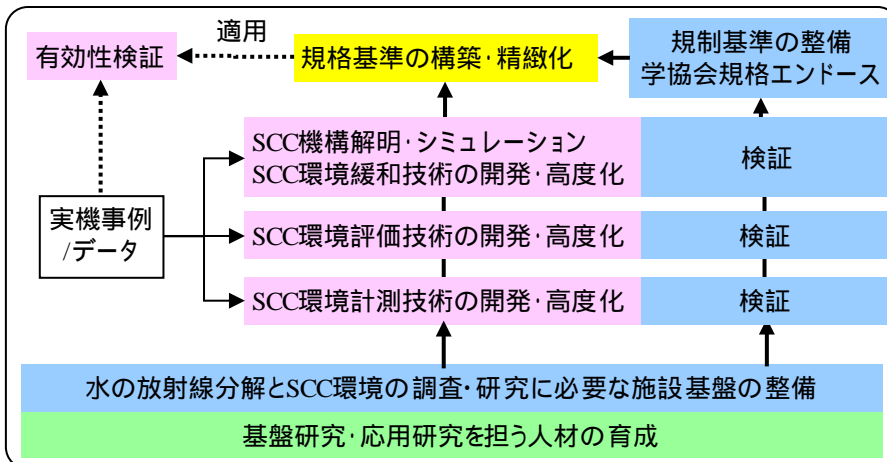 適用
有効性検証
規格基準の構築・精緻化
規制基準の整備
学協会規格エンドース
SCC機構解明・シミュレーション
SCC環境緩和技術の開発・高度化
検証
実機事例
/データ
SCC環境評価技術の開発・高度化
検証
SCC環境計測技術の開発・高度化
検証
水の放射線分解とSCC環境の調査・研究に必要な施設基盤の整備
基盤研究・応用研究を担う人材の育成